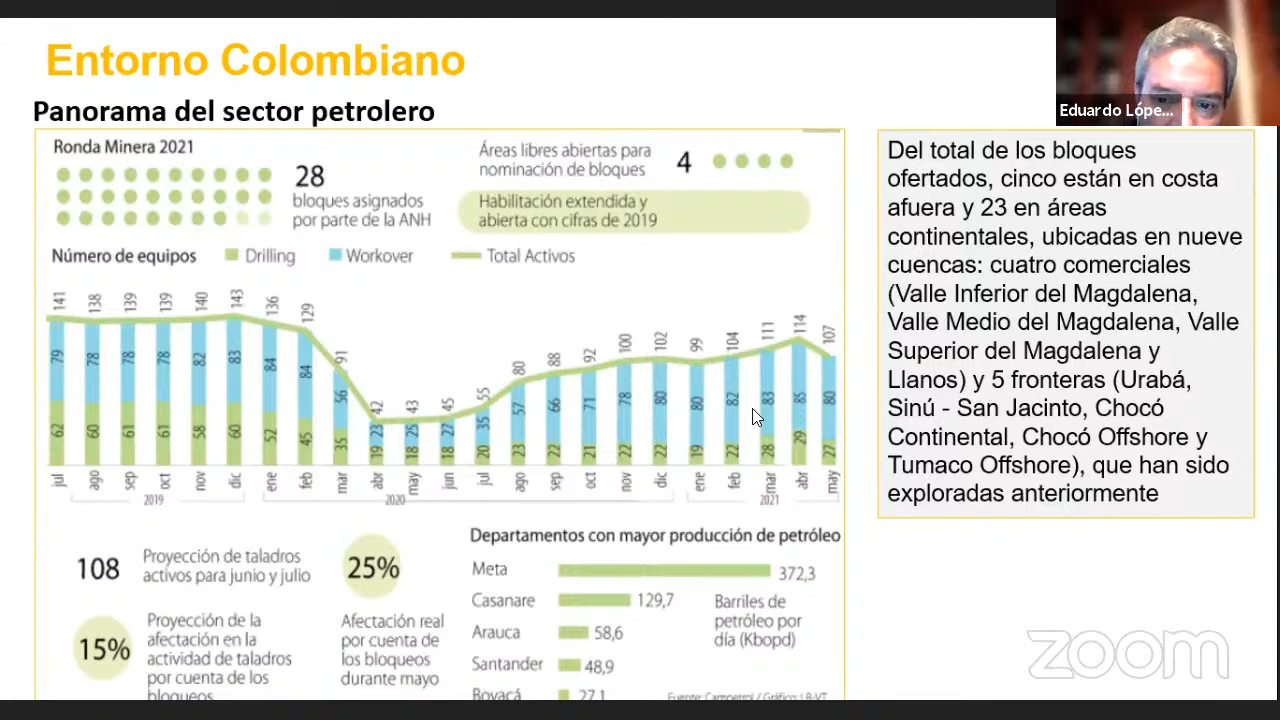 Entorno Colombiano
Panorama del sector petrolero
Eduardo Lópe...
Ronda Minera 2021
28
bloques asignados
por parte de la ANH
Áreas libres abiertas para
nominación de bloques
4
Habilitación extendida y
abierta con cifras de 2019
Número de equipos
Drilling
Workover
Total Activos
141 138 139 139 140 143 136 129 91 42 43 45 55 80 88 92 100 102 99 104 111 114 107
79 78 78 78 82 83 84 84 56 23 25 27 35 57 66 71 78 80 80 82 83 85 80
62 60 61 61 58 60 52 45 35 19 18 18 20 23 22 21 22 22 19 22 28 29 27
jul ago sep oct nov dic ene feb mar abr may jun jul ago sep oct nov dic ene feb mar abr may
2019 2020 2021
108
Proyección de taladros
activos para junio y julio
25%
Afectación real
por cuenta de
los bloqueos
durante mayo
15%
Proyección de la
afectación en la
actividad de taladros
por cuenta de los
bloqueos
Departamentos con mayor producción de petróleo
Meta 372,3
Casanare 129,7
Arauca 58,6
Santander 48,9
Boyacá 27,1
Barriles de
petróleo por
día (Kbopd)
Fuente: Campetrol / Gráfico: LR-VT
Del total de los bloques
ofertados, cinco están en costa
afuera y 23 en áreas
continentales, ubicadas en nueve
cuencas: cuatro comerciales
(Valle Inferior del Magdalena,
Valle Medio del Magdalena, Valle
Superior del Magdalena y
Llanos) y 5 fronteras (Urabá,
Sinú - San Jacinto, Chocó
Continental, Chocó Offshore y
Tumaco Offshore), que han sido
exploradas anteriormente
zoom